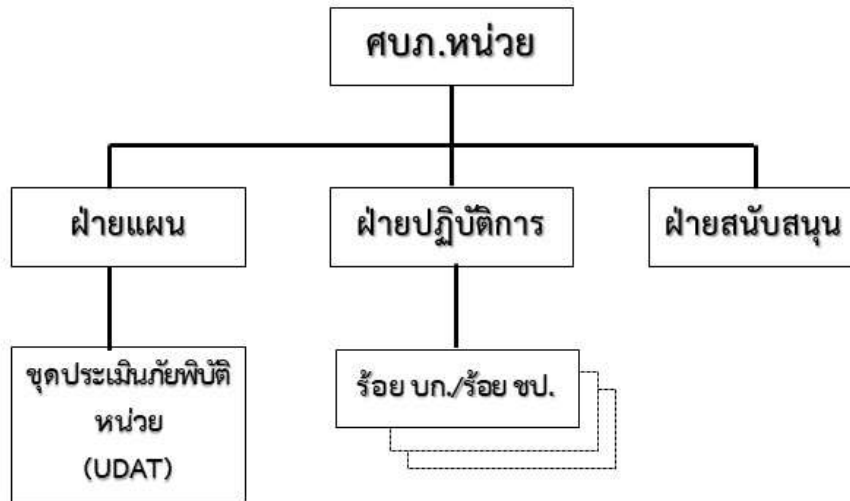 ศบภ.หน่วย
ฝ่ายแผน
ฝ่ายปฏิบัติการ
ฝ่ายสนับสนุน
ชุดประเมินภัยพิบัติ
หน่วย
(UDAT)
ร้อย บก./ร้อย ชป.